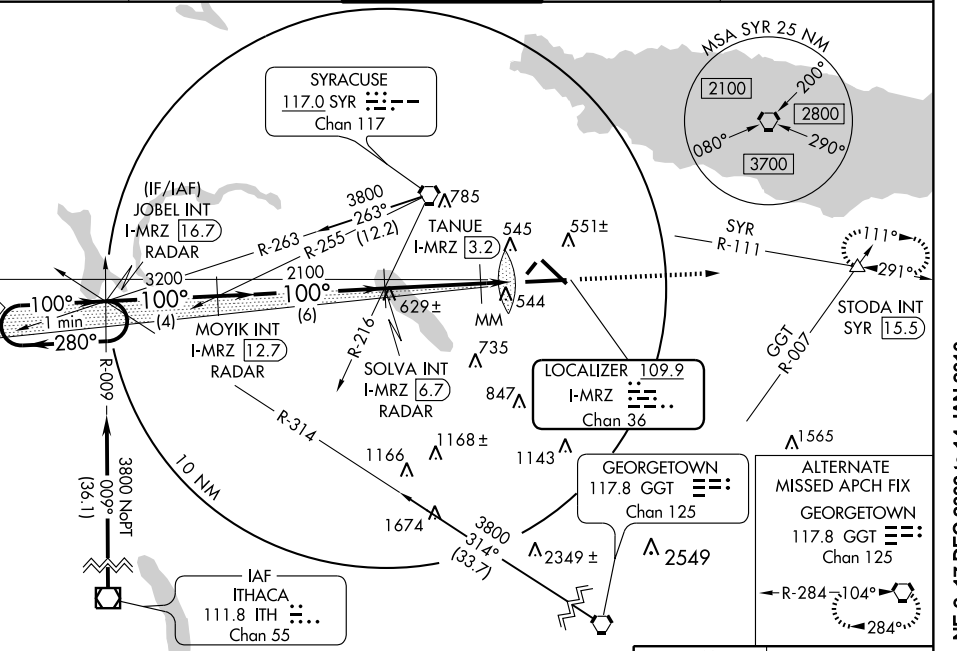 MSA SYR 25 NM
2100
200°
2800
080°
290°
3700
SYRACUSE
117.0 SYR
Chan 117
(IF/IAF)
JOBEL INT
I-MRZ 16.7
RADAR
3800
263°
(12.2)
R-263
R-255
785
TANUE
I-MRZ 3.2
545
551±
SYR
R-111
111°
291°
STODA INT
SYR 15.5
3200
2100
100°
100°
(4)
100°
(6)
1 min
280°
629±
MM
544
MOYIK INT
I-MRZ 12.7
RADAR
R-216
SOLVA INT
I-MRZ 6.7
RADAR
735
847
LOCALIZER 109.9
I-MRZ
Chan 36
GGT
R-007
R-009
R-314
1168±
1166
1143
1565
3800 NoPT
009°
(36.1)
10 NM
1674
3800
314°
(33.7)
GEORGETOWN
117.8 GGT
Chan 125
2349±
2549
ALTERNATE
MISSED APCH FIX
GEORGETOWN
117.8 GGT
Chan 125
R-284
104°
284°
IAF
ITHACA
111.8 ITH
Chan 55